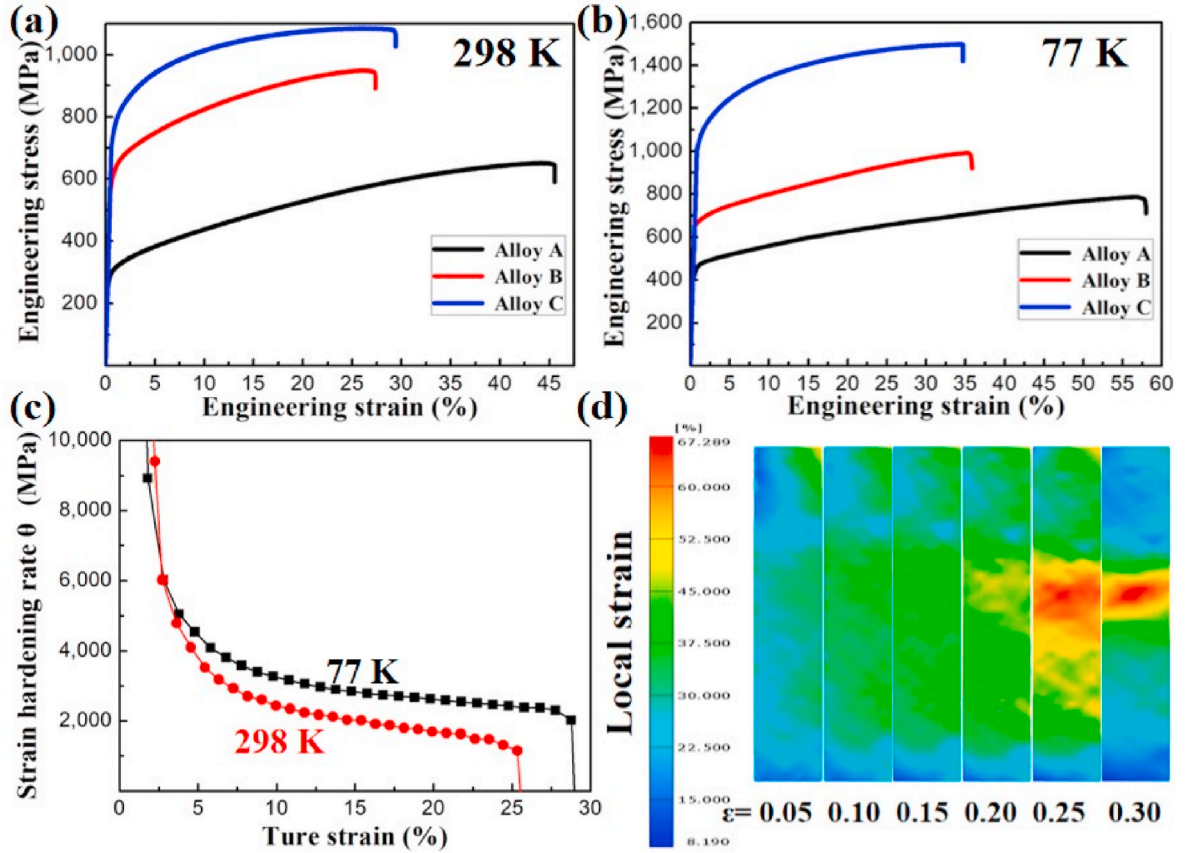 (a)
298 K
Engineering stress (MPa)
1,000
800
600
400
200
Alloy A
Alloy B
Alloy C
0 5 10 15 20 25 30 35 40 45
Engineering strain (%)
(b)
77 K
Engineering stress (MPa)
1,600
1,400
1,200
1,000
800
600
400
200
Alloy A
Alloy B
Alloy C
0 5 10 15 20 25 30 35 40 45 50 55 60
Engineering strain (%)
(c)
Strain hardening rate θ (MPa)
10,000
8,000
6,000
4,000
2,000
0
77 K
298 K
0 5 10 15 20 25 30
Ture strain (%)
(d)
Local strain
[%]
67.289
60.000
52.500
45.000
37.500
30.000
22.500
15.000
8.190
ε= 0.05 0.10 0.15 0.20 0.25 0.30